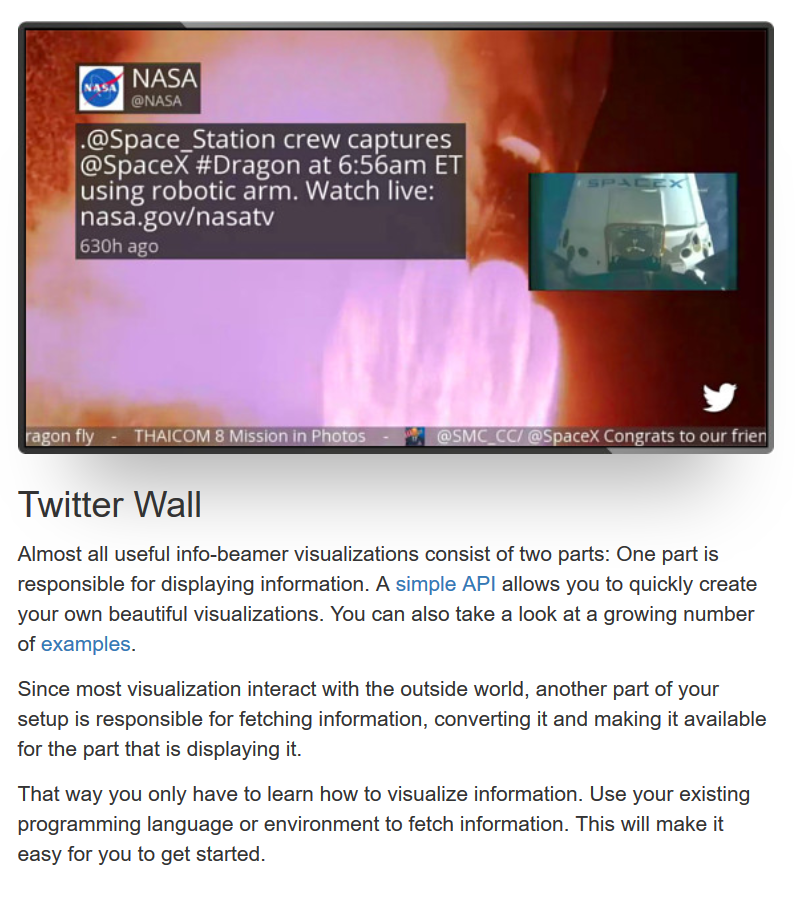 NASA
NASA
@NASA
.@Space_Station crew captures
@SpaceX #Dragon at 6:56am ET
using robotic arm. Watch live:
nasa.gov/nasatv
630h ago
SPACEX
ragon fly - THAICOM 8 Mission in Photos - @SMC_CC/ @SpaceX Congrats to our frien
Twitter Wall
Almost all useful info-beamer visualizations consist of two parts: One part is
responsible for displaying information. A simple API allows you to quickly create
your own beautiful visualizations. You can also take a look at a growing number
of examples.
Since most visualization interact with the outside world, another part of your
setup is responsible for fetching information, converting it and making it available
for the part that is displaying it.
That way you only have to learn how to visualize information. Use your existing
programming language or environment to fetch information. This will make it
easy for you to get started.